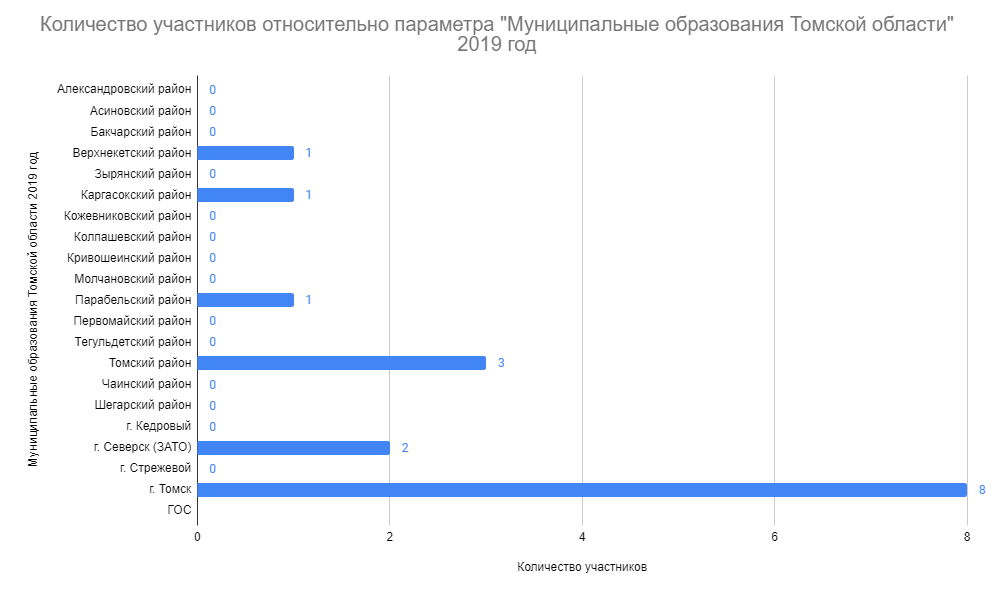 Количество участников относительно параметра "Муниципальные образования Томской области"
2019 год
Муниципальные образования Томской области 2019 год
Александровский район 0
Асиновский район 0
Бакчарский район 0
Верхнекетский район 1
Зырянский район 0
Каргасокский район 1
Кожевниковский район 0
Колпашевский район 0
Кривошеинский район 0
Молчановский район 0
Парабельский район 1
Первомайский район 0
Тегульдетский район 0
Томский район 3
Чаинский район 0
Шегарский район 0
г. Кедровый 0
г. Северск (ЗАТО) 2
г. Стрежевой 0
г. Томск 8
ГОС
0 2 4 6 8
Количество участников